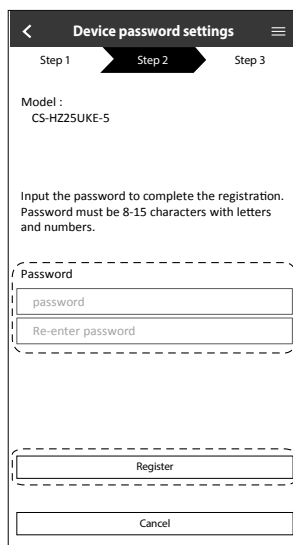 Device password settings
Step 1 Step 2 Step 3
Model :
CS-HZ25UKE-5
Input the password to complete the registration.
Password must be 8-15 characters with letters
and numbers.
Password
password
Re-enter password
Register
Cancel